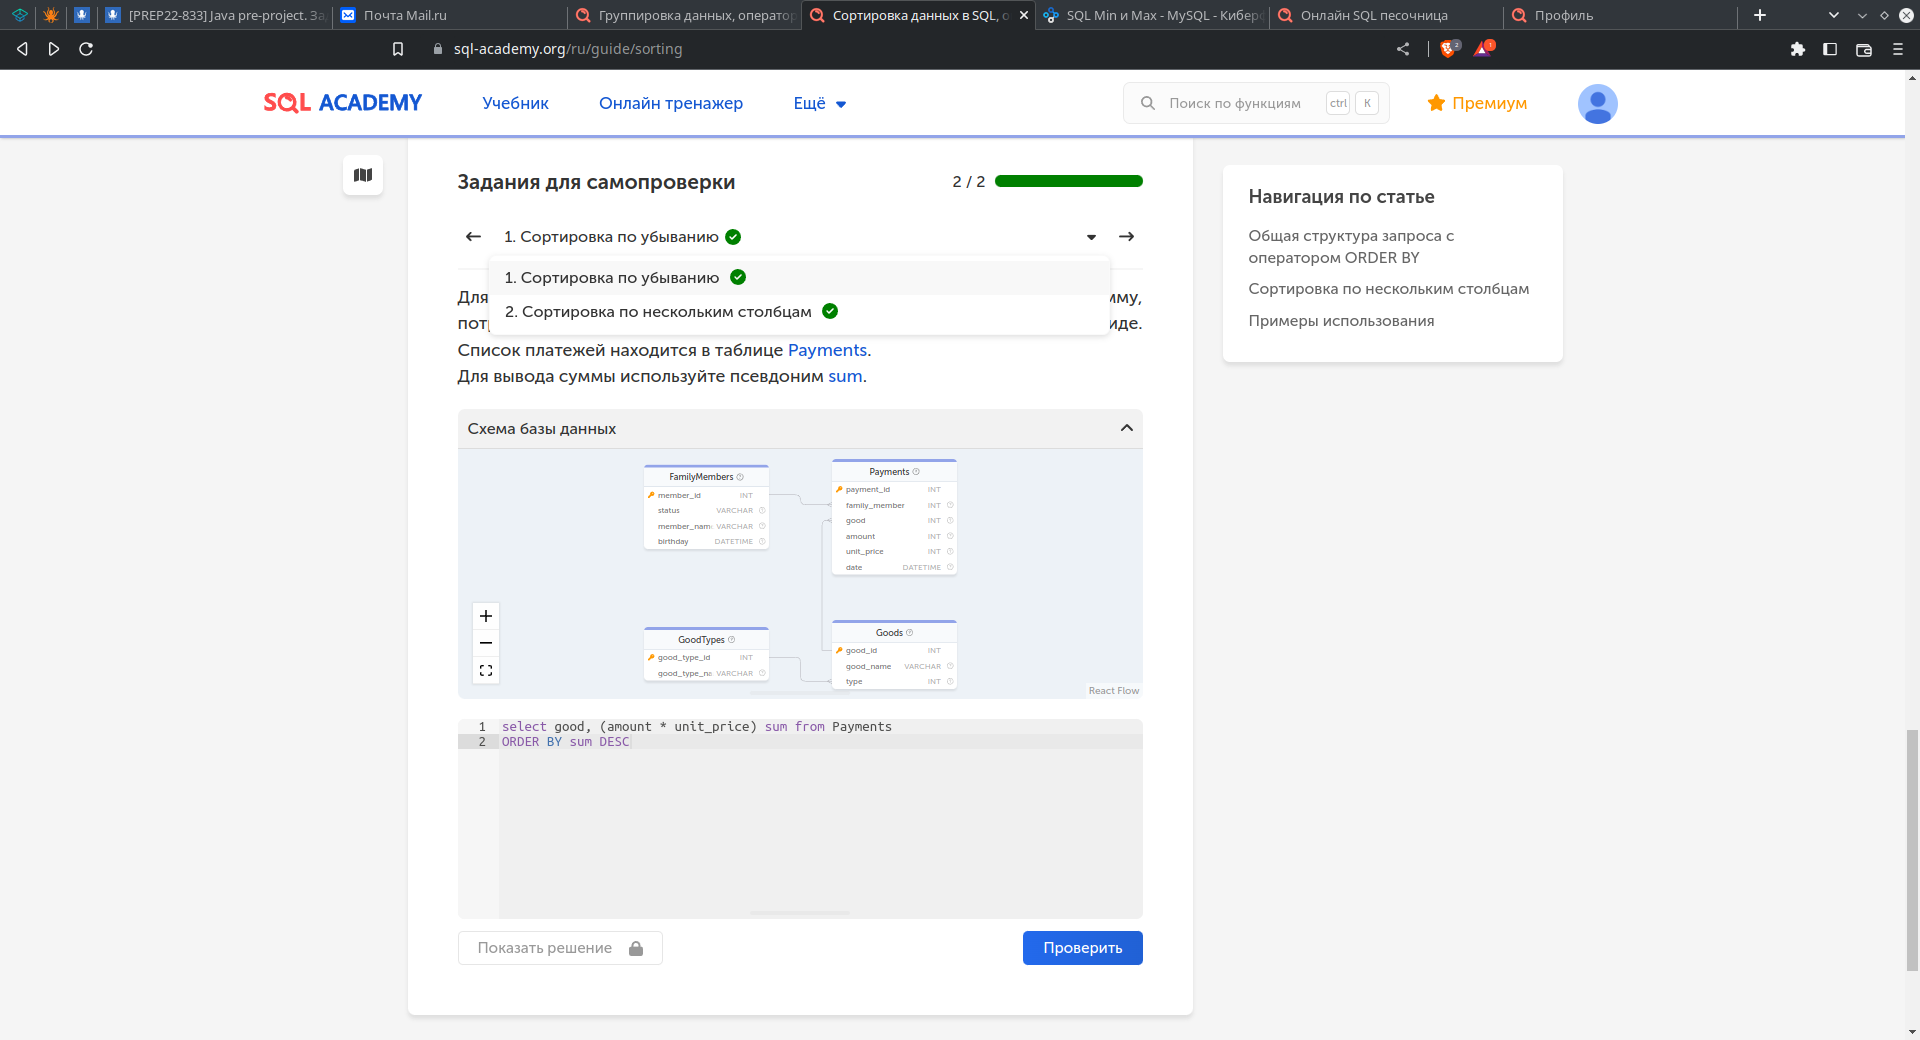 [PREP22-833] Java pre-project. За
Почта Mail.ru
Группировка данных, оператор
Сортировка данных в SQL, о
SQL Min и Max - MySQL - Киберф
Онлайн SQL песочница
Профиль
sql-academy.org/ru/guide/sorting
2
1
SQL ACADEMY
Учебник
Онлайн тренажер
Ещё
Поиск по функциям
ctrl
K
Премиум
Задания для самопроверки
2 / 2
1. Сортировка по убыванию
1. Сортировка по убыванию
2. Сортировка по нескольким столбцам
Для
мму,
пот
иде.
Список платежей находится в таблице Payments.
Для вывода суммы используйте псевдоним sum.
Схема базы данных
FamilyMembers
member_id INT
status VARCHAR
member_nam VARCHAR
birthday DATETIME
Payments
payment_id INT
family_member INT
good INT
amount INT
unit_price INT
date DATETIME
GoodTypes
good_type_id INT
good_type_na VARCHAR
Goods
good_id INT
good_name VARCHAR
type INT
React Flow
1 select good, (amount * unit_price) sum from Payments
2 ORDER BY sum DESC
Показать решение
Проверить
Навигация по статье
Общая структура запроса с
оператором ORDER BY
Сортировка по нескольким столбцам
Примеры использования